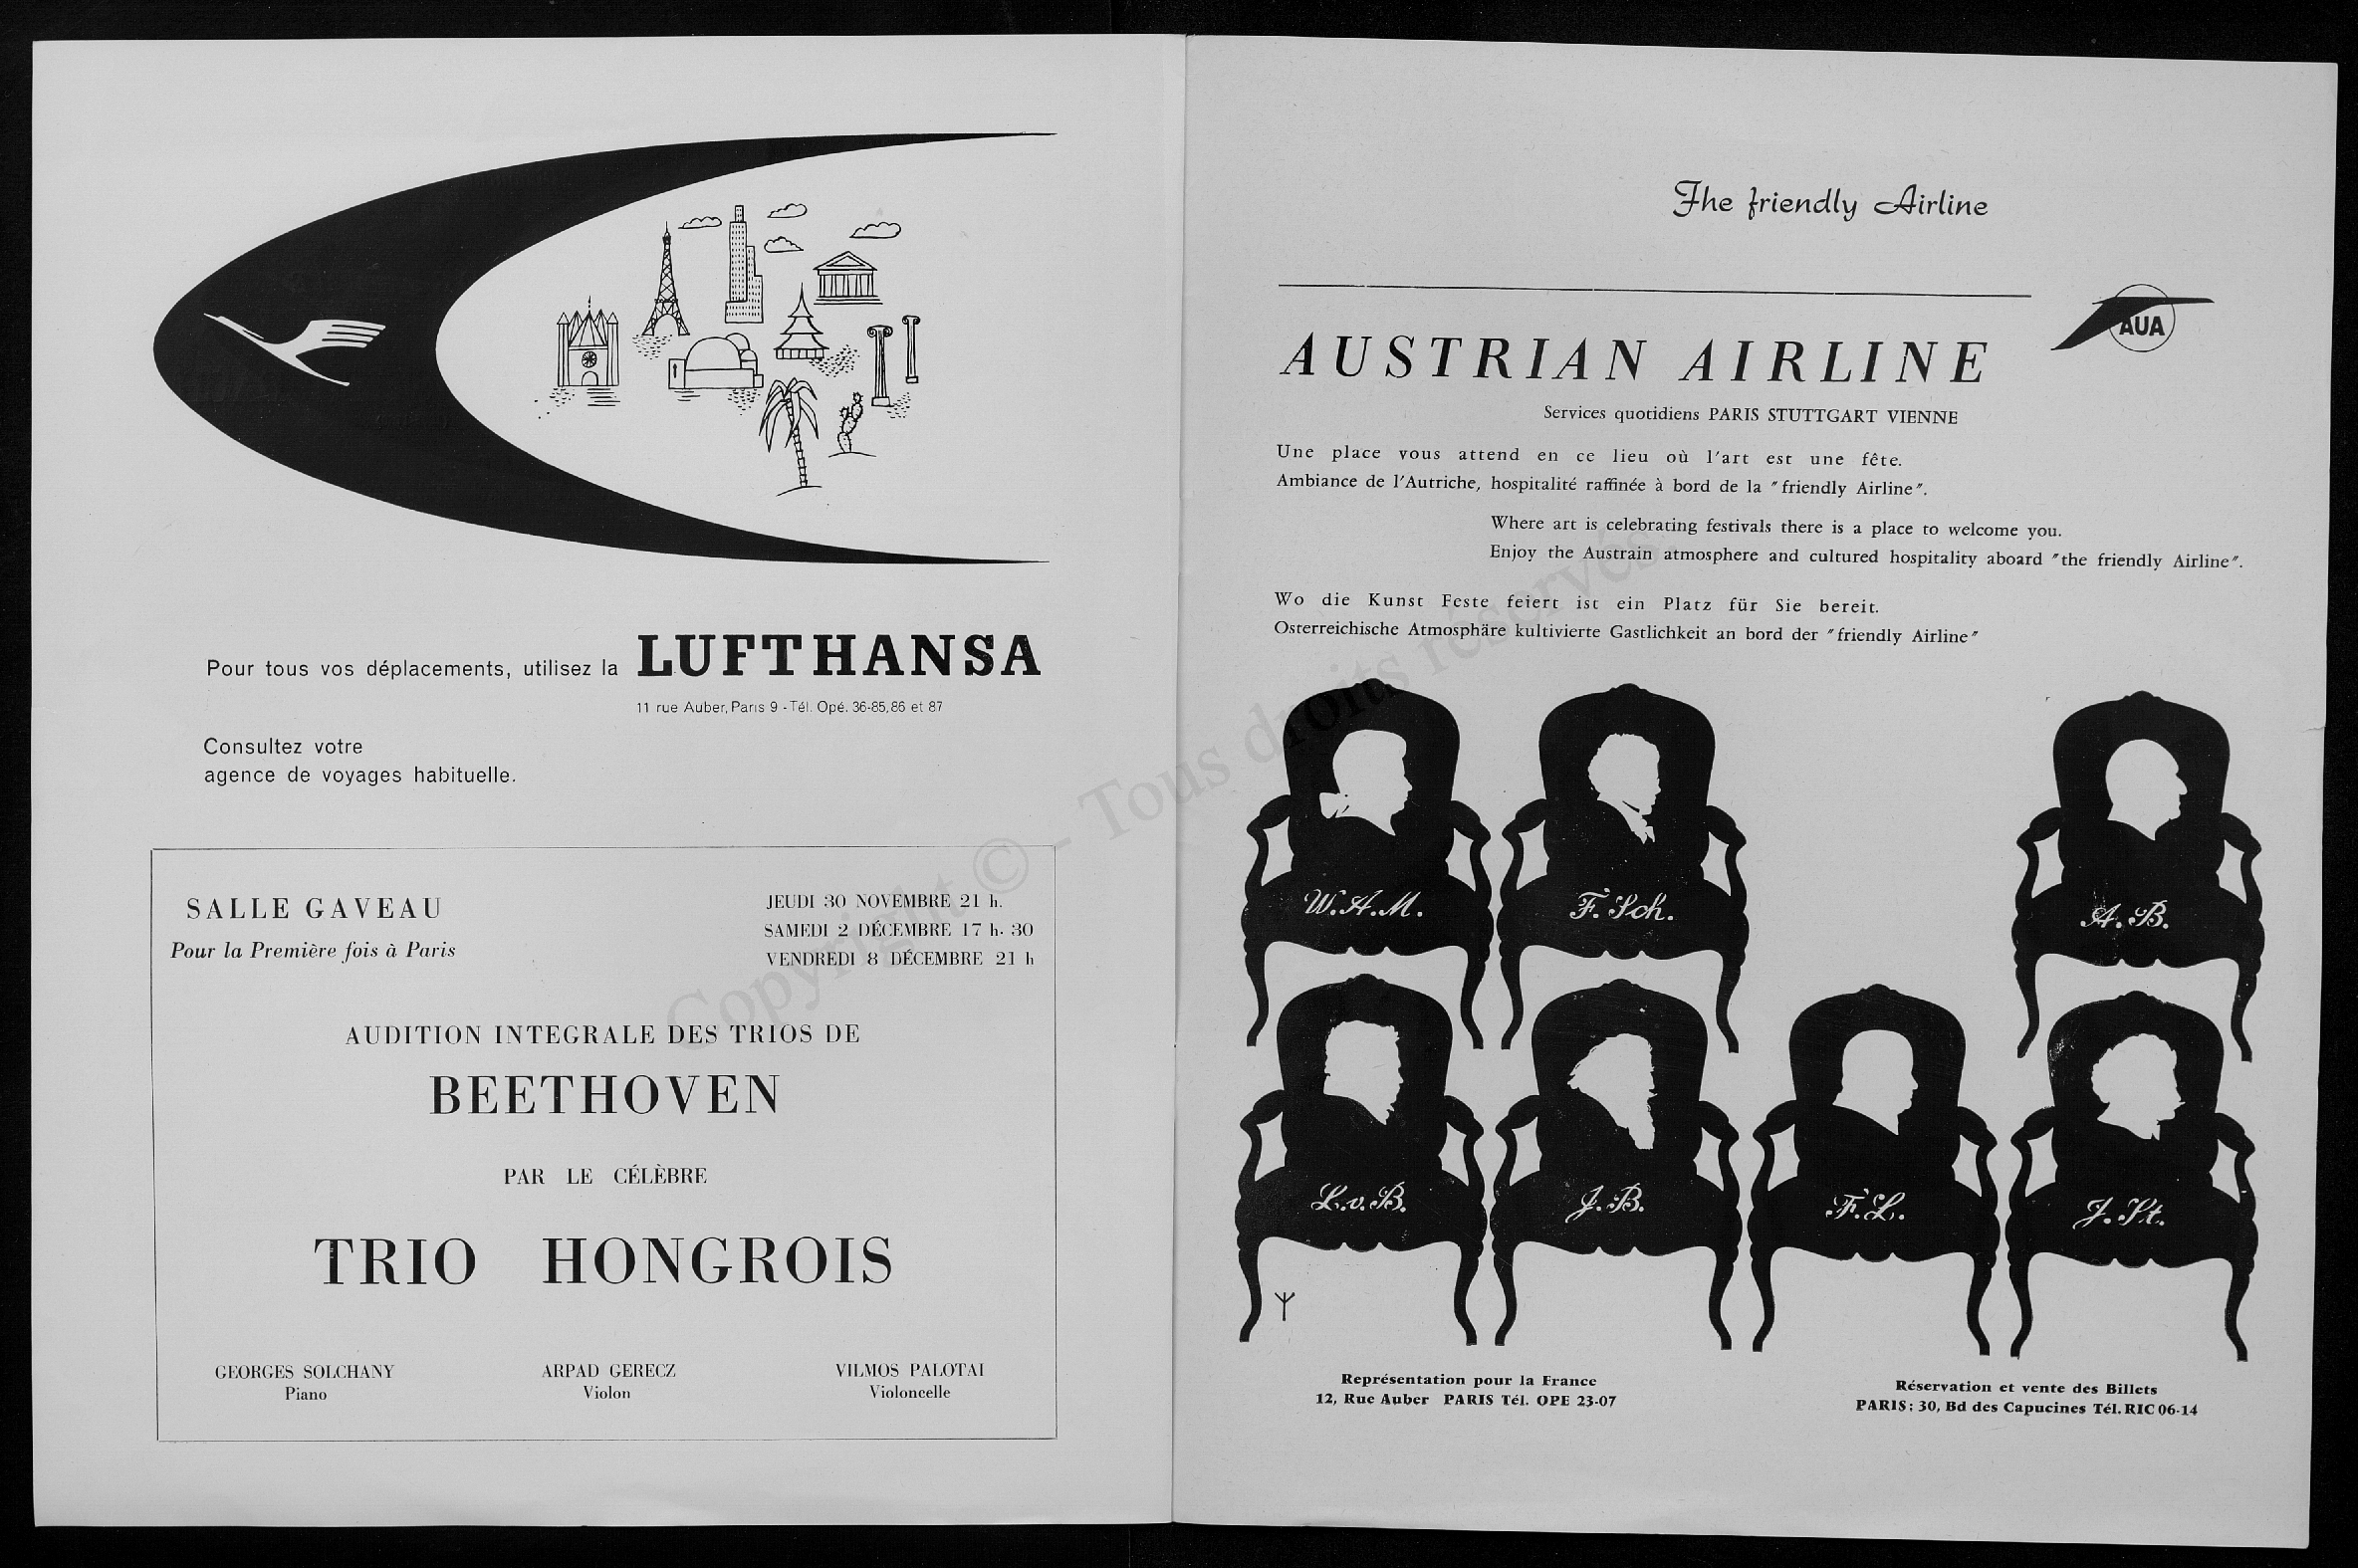 Pour tous vos déplacements, utilisez la LUFTHANSA
11 rue Auber, Paris 9 - Tél. Opé. 36-85, 86 et 87
Consultez votre
agence de voyages habituelle.
SALLE GAVEAU
Pour la Première fois à Paris
JEUDI 30 NOVEMBRE 21 h.
SAMEDI 2 DÉCEMBRE 17 h. 30
VENDREDI 8 DÉCEMBRE 21 h
AUDITION INTEGRALE DES TRIOS DE
BEETHOVEN
PAR LE CÉLÈBRE
TRIO HONGROIS
GEORGES SOLCHANY
Piano
ARPAD GERECZ
Violon
VILMOS PALOTAI
Violoncelle
The friendly Airline
AUA
AUSTRIAN AIRLINE
Services quotidiens PARIS STUTTGART VIENNE
Une place vous attend en ce lieu où l'art est une fête.
Ambiance de l'Autriche, hospitalité raffinée à bord de la "friendly Airline".
Where art is celebrating festivals there is a place to welcome you.
Enjoy the Austrain atmosphere and cultured hospitality aboard "the friendly Airline".
Wo die Kunst Feste feiert ist ein Platz für Sie bereit.
Osterreichische Atmosphäre kultivierte Gastlichkeit an bord der "friendly Airline"
W.A.M.
F. Sch.
A. B.
L.v.B.
J. B.
F. L.
J. St.
Représentation pour la France
12, Rue Auber PARIS Tél. OPE 23-07
Réservation et vente des Billets
PARIS : 30, Bd des Capucines Tél. RIC 06-14
Copyright © - Tous droits réservés